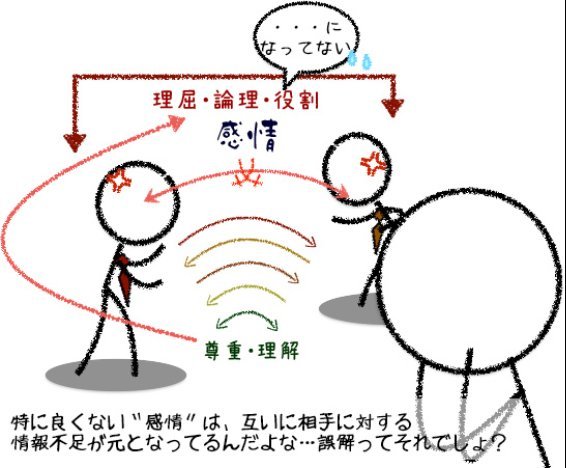 ・・・に
なってない
理屈・論理・役割
感情
尊重・理解
特に良くない“感情”は、互いに相手に対する
情報不足が元となってるんだよな…誤解ってそれでしょ？